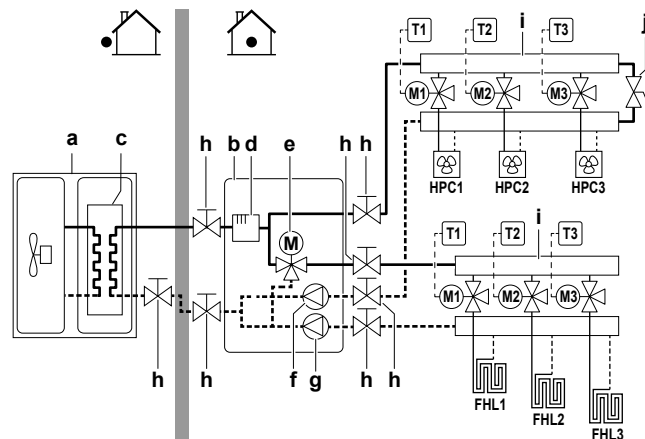 T1 T2 T3 i j
M1 M2 M3
a c h b d e h h
HPC1 HPC2 HPC3
M
T1 T2 T3 i
h
M1 M2 M3
h h f g h h
FHL1 FHL2 FHL3